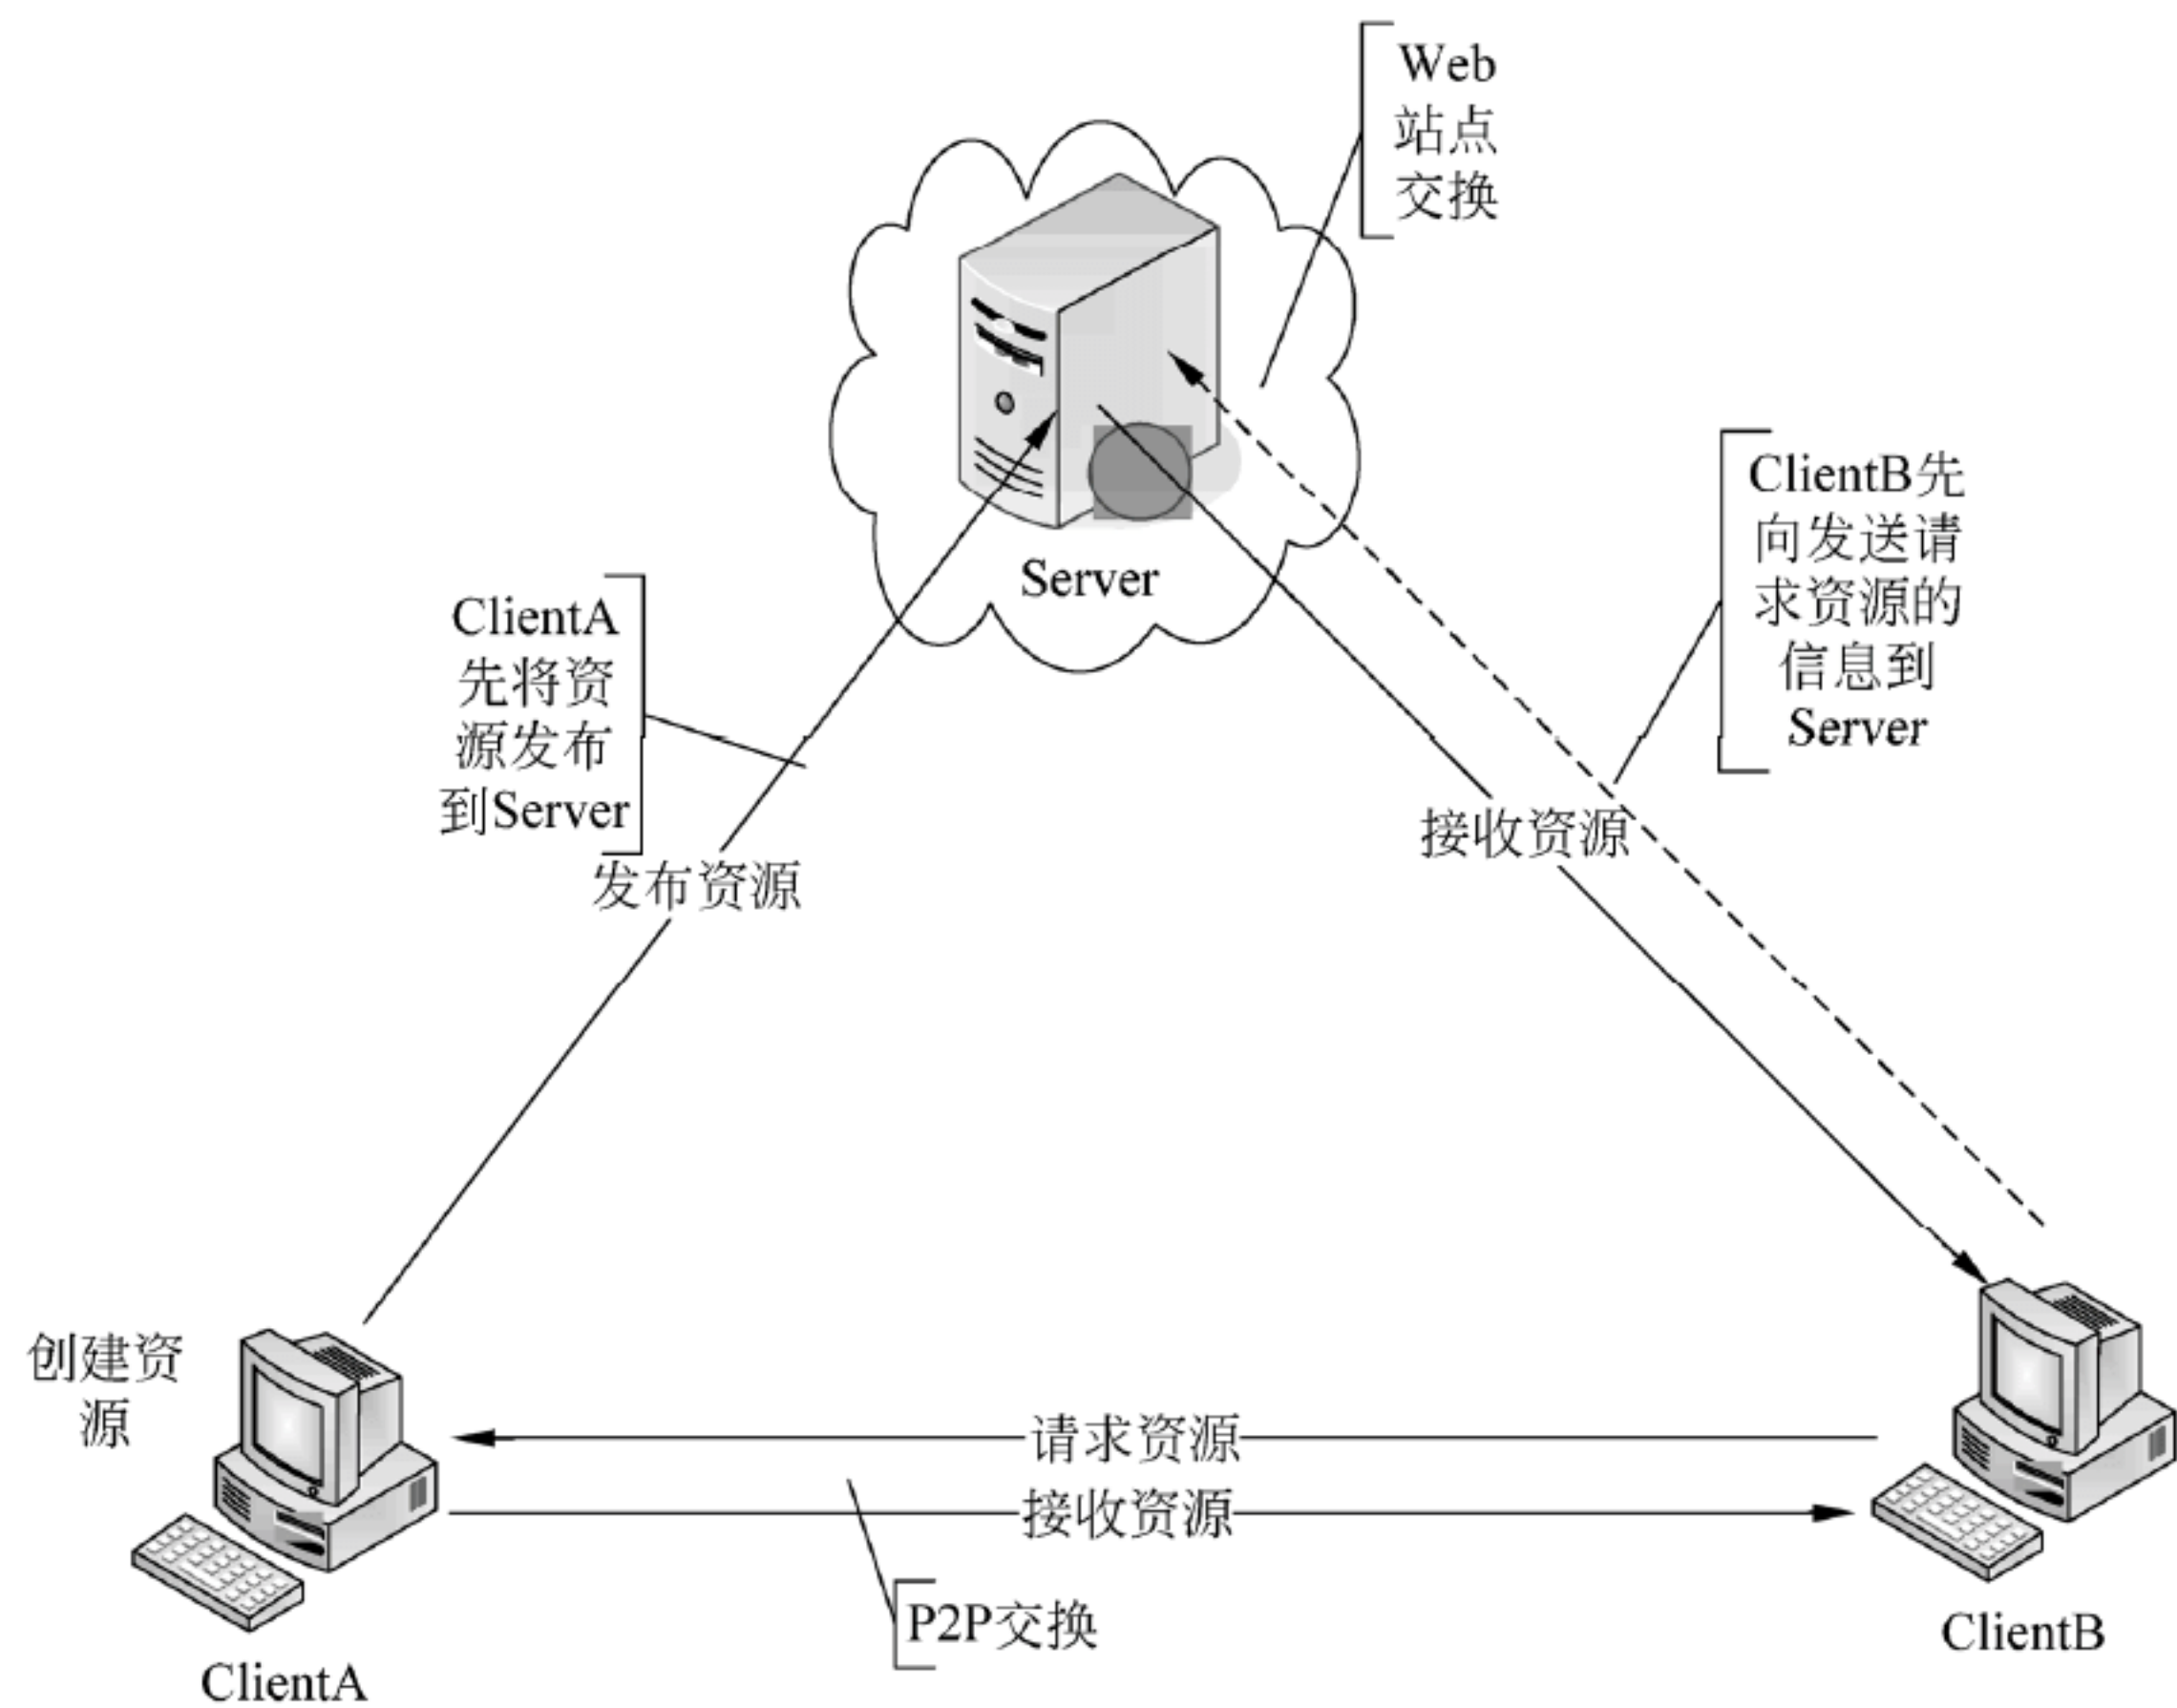 Web
站点
交换
Server
ClientB先
向发送请
求资源的
信息到
Server
ClientA
先将资
源发布
到Server
发布资源
接收资源
创建资
源
请求资源
接收资源
P2P交换
ClientA
ClientB